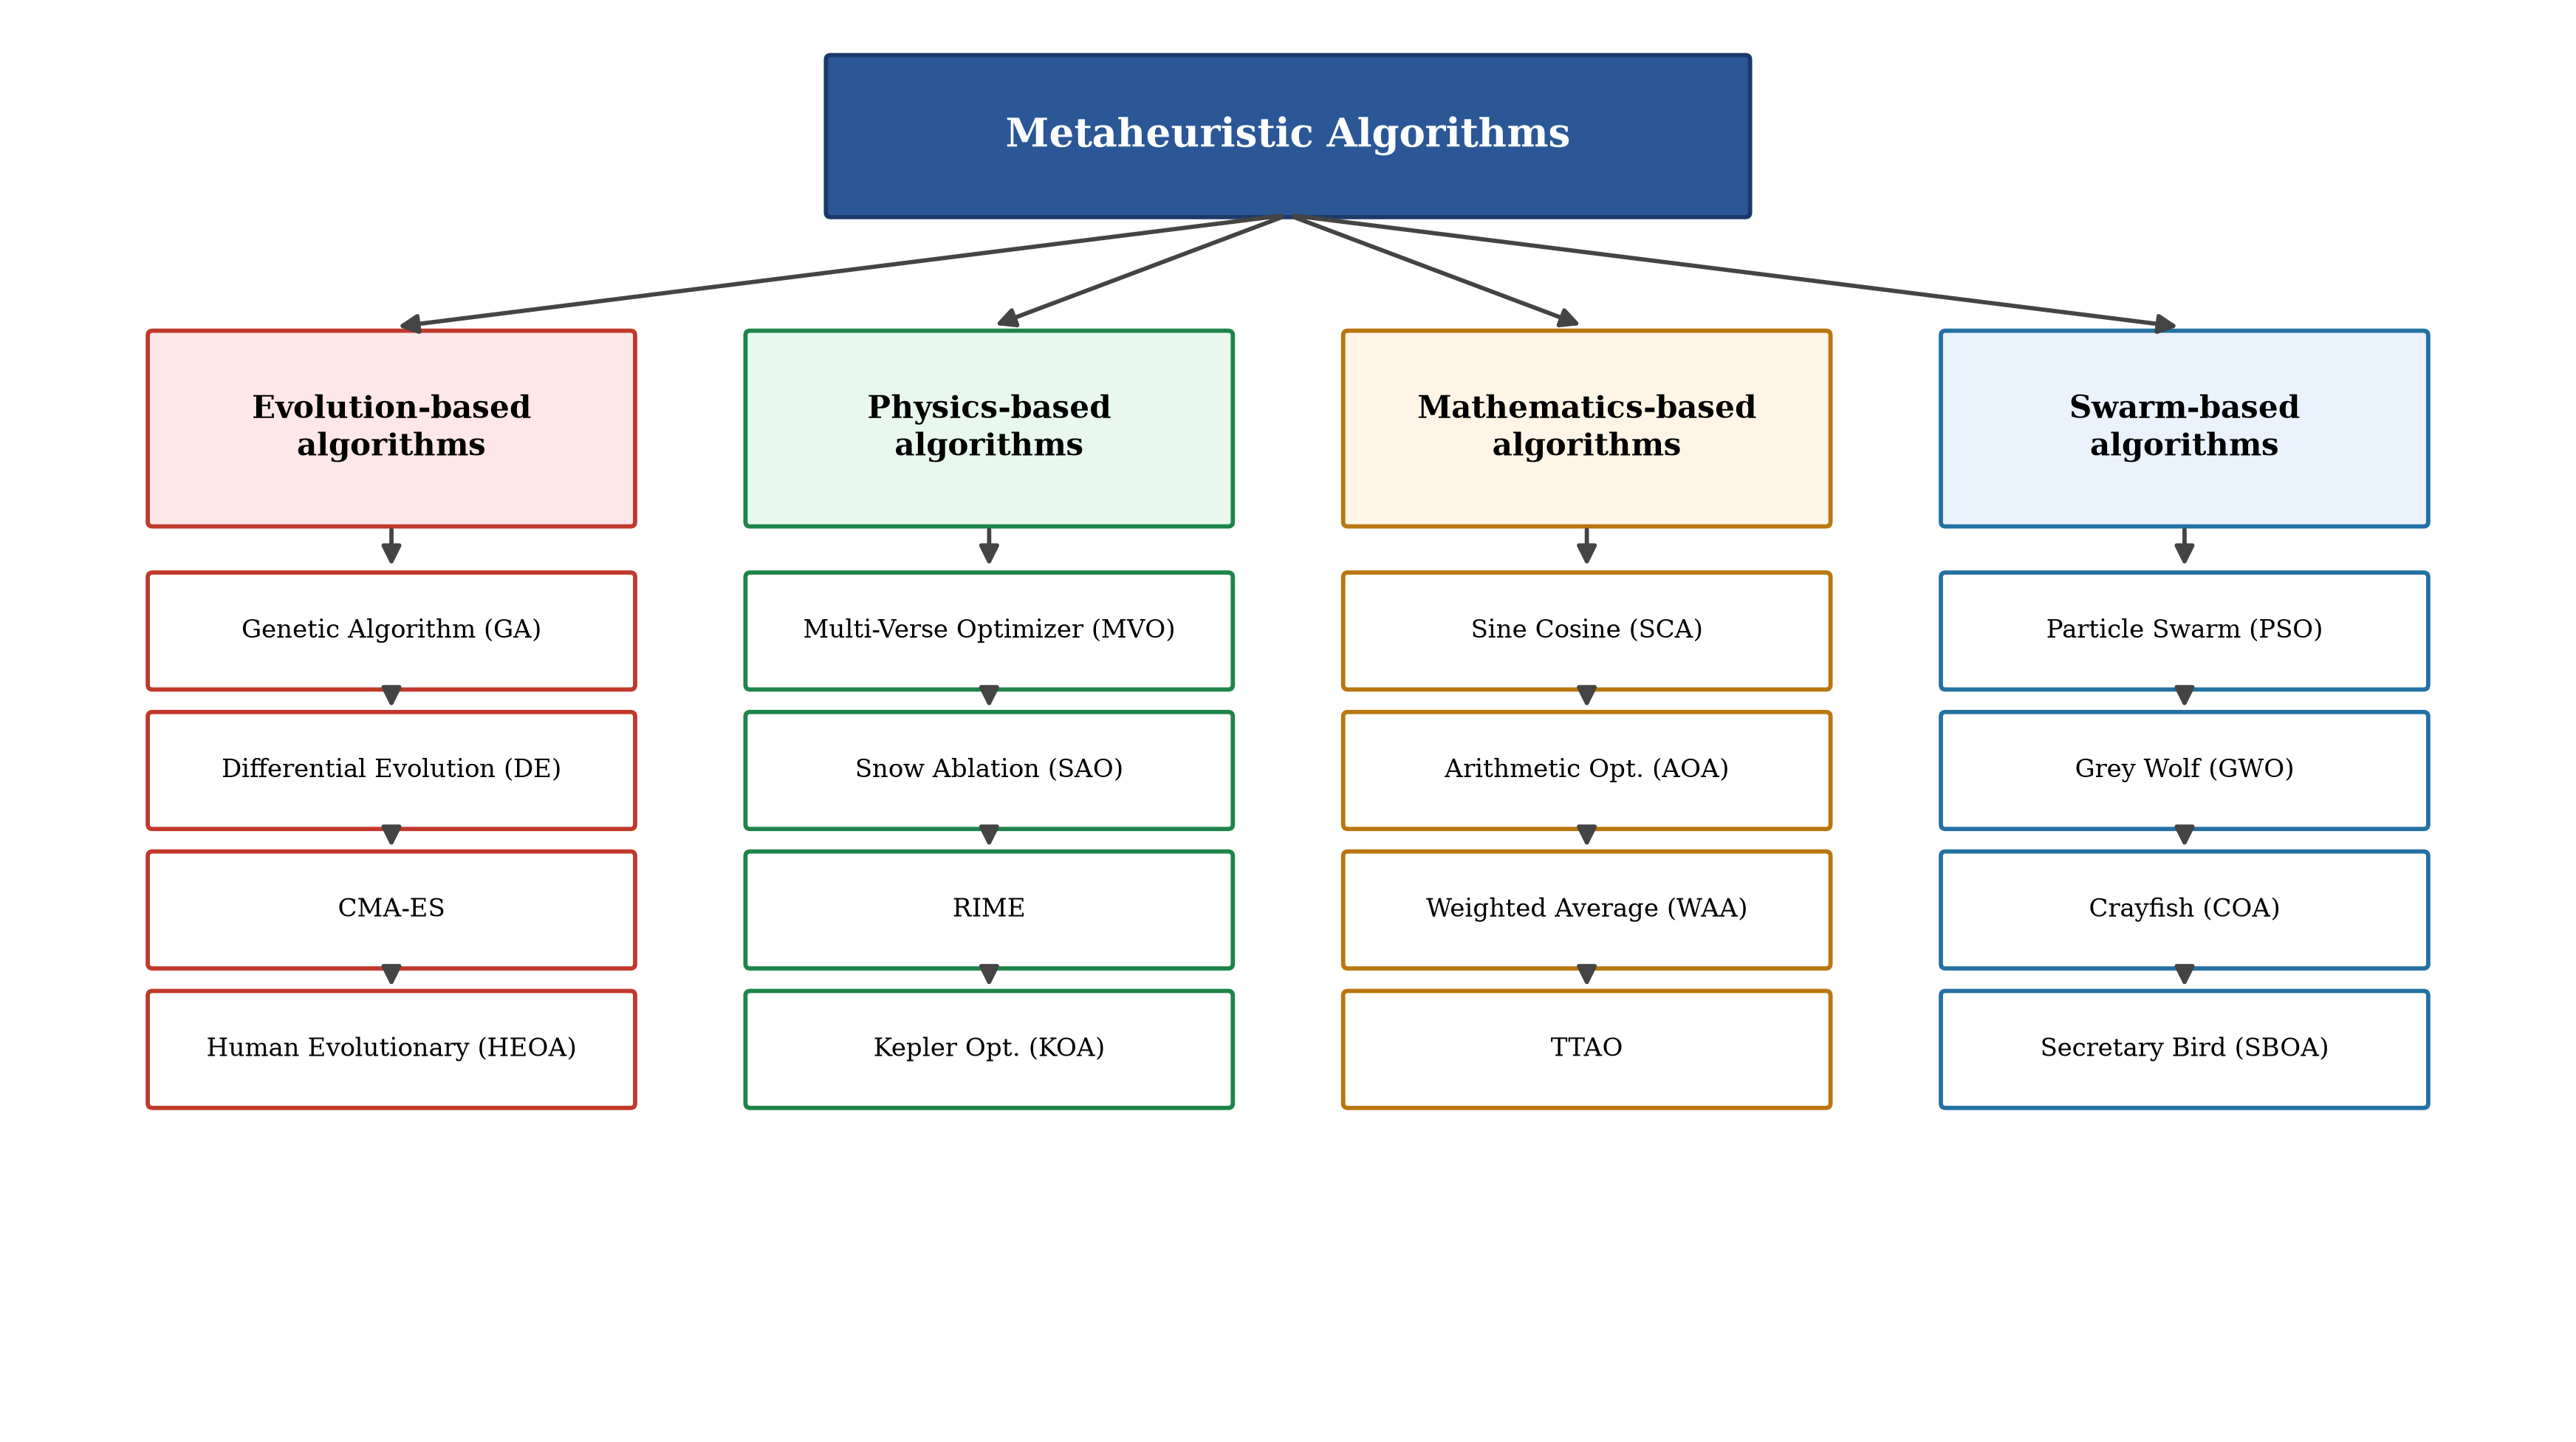 Metaheuristic Algorithms
Evolution-based
algorithms
Genetic Algorithm (GA)
Differential Evolution (DE)
CMA-ES
Human Evolutionary (HEOA)
Physics-based
algorithms
Multi-Verse Optimizer (MVO)
Snow Ablation (SAO)
RIME
Kepler Opt. (KOA)
Mathematics-based
algorithms
Sine Cosine (SCA)
Arithmetic Opt. (AOA)
Weighted Average (WAA)
TTAO
Swarm-based
algorithms
Particle Swarm (PSO)
Grey Wolf (GWO)
Crayfish (COA)
Secretary Bird (SBOA)